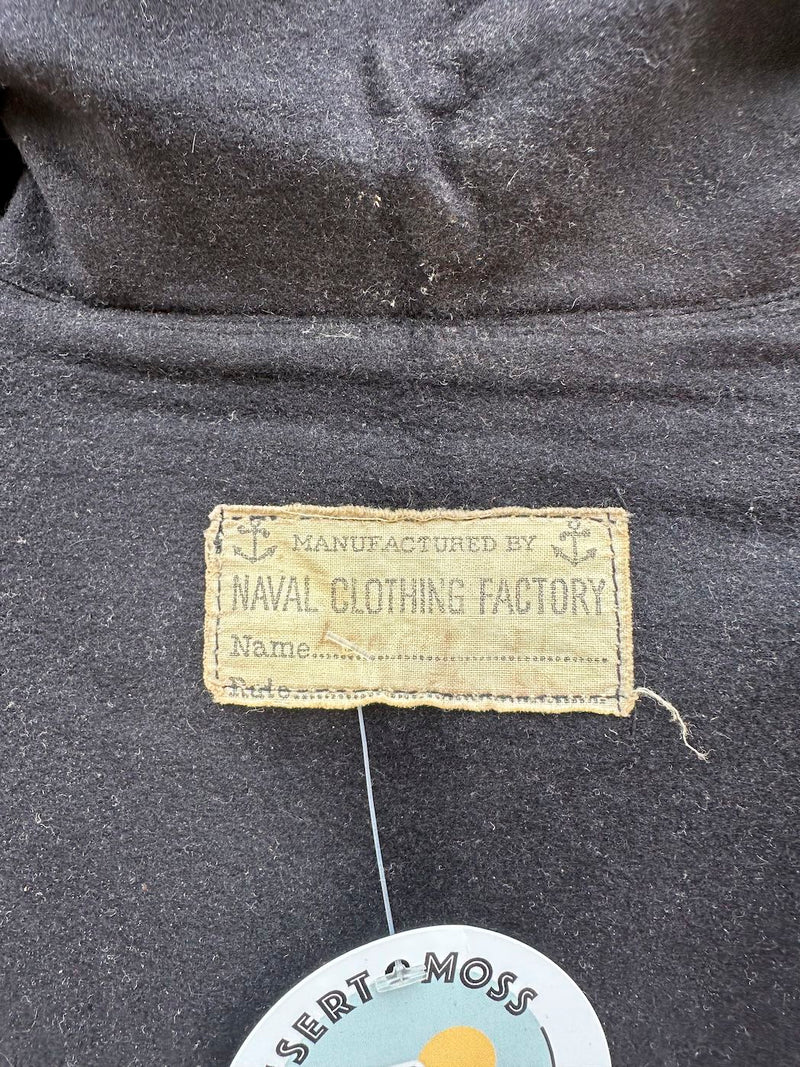 MANUFACTURED BY
NAVAL CLOTHING FACTORY
Name
Rate
SERT MOSS